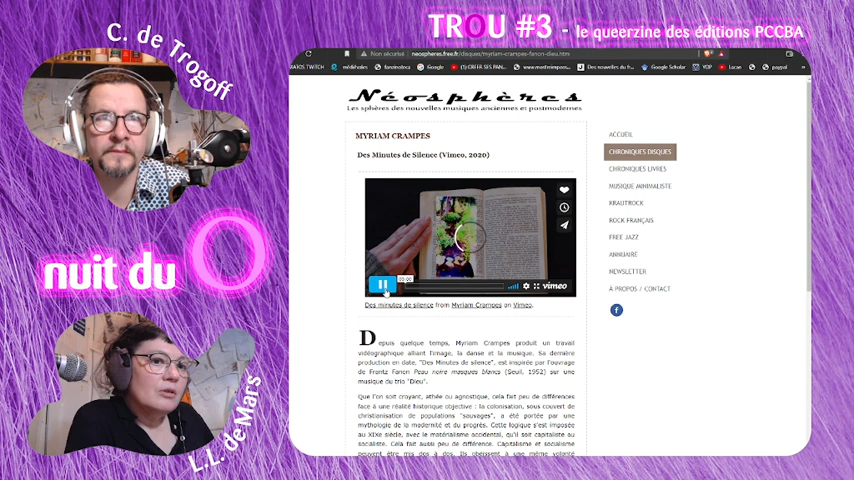 TROU #3 - le queerzine des éditions PCCBA
C. de Trogoff
Non sécurisé
neospheres.free.fr/disques/myriam-crampes-fanon-dieu.htm
Google
Google Scholar
VDP
Lacan
paypal
Néosphères
Les sphères des nouvelles musiques anciennes et postmodernes
MYRIAM CRAMPES
Des Minutes de Silence (Vimeo, 2020)
00:00
vimeo
Des minutes de silence from Myriam Crampes on Vimeo.
Depuis quelque temps, Myriam Crampes produit un travail
vidéographique alliant l'image, la danse et la musique. Sa dernière
production en date, "Des Minutes de silence", est inspirée par l'ouvrage
de Frantz Fanon Peau noire masques blancs (Seuil, 1952) sur une
musique du trio "Dieu".
Que l'on soit croyant, athée ou agnostique, cela fait peu de différences
face à une réalité historique objective : la colonisation, sous couvert de
christianisation de populations "sauvages", a été portée par une
mythologie de la modernité et du progrès. Cette logique s'est imposée
au XIXe siècle, avec le matérialisme occidental, qu'il soit capitaliste ou
socialiste. Cela fait aussi peu de différence. Capitalisme et socialisme
peuvent être mis dos à dos. Ils obéissent à une même volonté
ACCUEIL
CHRONIQUES DISQUES
CHRONIQUES LIVRES
MUSIQUE MINIMALISTE
KRAUTROCK
ROCK FRANÇAIS
FREE JAZZ
ANNUAIRE
NEWSLETTER
À PROPOS / CONTACT
nuit du O
L.L. de Mars